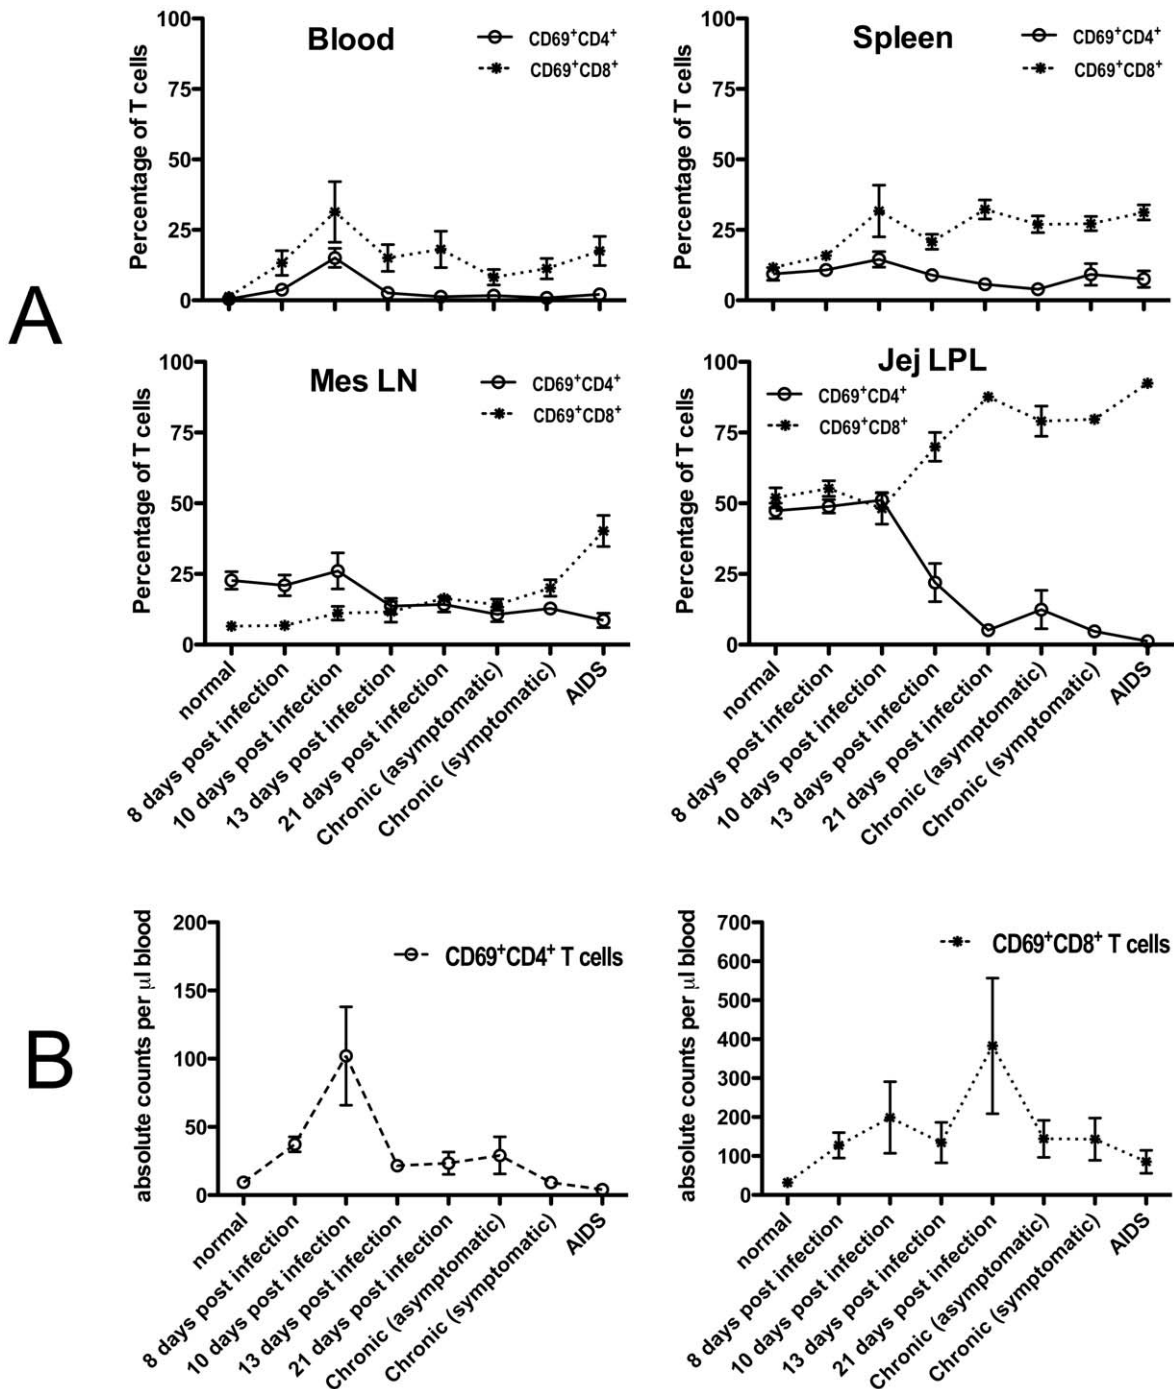 A
Blood
CD69⁺CD4⁺
CD69⁺CD8⁺
Percentage of T cells
100
75
50
25
0
Spleen
CD69⁺CD4⁺
CD69⁺CD8⁺
Percentage of T cells
100
75
50
25
0
Mes LN
CD69⁺CD4⁺
CD69⁺CD8⁺
Percentage of T cells
100
75
50
25
0
normal
8 days post infection
10 days post infection
13 days post infection
21 days post infection
Chronic (asymptomatic)
Chronic (symptomatic)
AIDS
Jej LPL
CD69⁺CD4⁺
CD69⁺CD8⁺
Percentage of T cells
100
75
50
25
0
normal
8 days post infection
10 days post infection
13 days post infection
21 days post infection
Chronic (asymptomatic)
Chronic (symptomatic)
AIDS
B
CD69⁺CD4⁺ T cells
absolute counts per μl blood
200
150
100
50
0
normal
8 days post infection
10 days post infection
13 days post infection
21 days post infection
Chronic (asymptomatic)
Chronic (symptomatic)
AIDS
CD69⁺CD8⁺ T cells
absolute counts per μl blood
700
600
500
400
300
200
100
0
normal
8 days post infection
10 days post infection
13 days post infection
21 days post infection
Chronic (asymptomatic)
Chronic (symptomatic)
AIDS